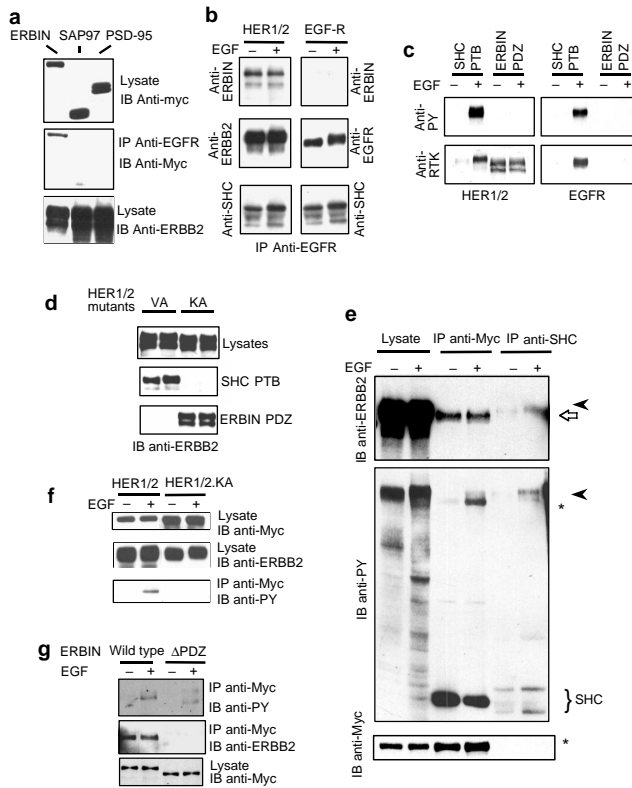 a
ERBIN SAP97 PSD-95
Lysate
IB Anti-myc
IP Anti-EGFR
IB Anti-Myc
Lysate
IB Anti-ERBB2
b
HER1/2 EGF-R
EGF – + – +
Anti-
ERBIN
Anti-
ERBIN
Anti-
ERBB2
Anti-
EGFR
Anti-SHC
Anti-SHC
IP Anti-EGFR
c
SHC
PTB
ERBIN
PDZ
SHC
PTB
ERBIN
PDZ
EGF – + – + – + – +
Anti-
PY
Anti-
RTK
HER1/2 EGFR
d
HER1/2
mutants
VA KA
Lysates
SHC PTB
ERBIN PDZ
IB anti-ERBB2
e
Lysate IP anti-Myc IP anti-SHC
EGF – + – + – +
IB anti-ERBB2
IB anti-PY
*
} SHC
IB anti-Myc
*
f
HER1/2 HER1/2.KA
EGF – + – +
Lysate
IB anti-Myc
Lysate
IB anti-ERBB2
IP anti-Myc
IB anti-PY
g
ERBIN Wild type ΔPDZ
EGF – + – +
IP anti-Myc
IB anti-PY
IP anti-Myc
IB anti-ERBB2
Lysate
IB anti-Myc